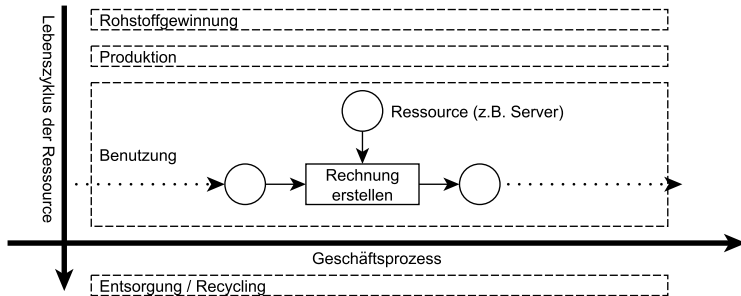 Lebenszyklus der Ressource
Rohstoffgewinnung
Produktion
Ressource (z.B. Server)
Benutzung
Rechnung
erstellen
Geschäftsprozess
Entsorgung / Recycling